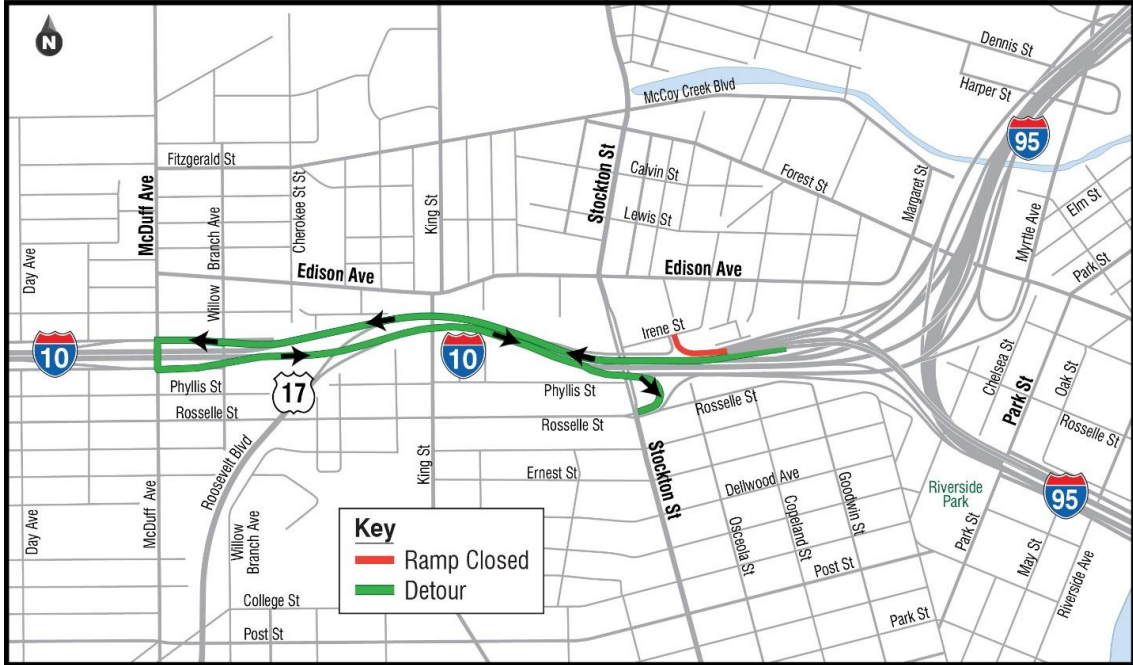 N
Dennis St
Harper St
McCoy Creek Blvd
95
Fitzgerald St
McDuff Ave
Willow
Branch Ave
Cherokee St St
King St
Stockton St
Calvin St
Forest St
Margaret St
Lewis St
Elm St
Myrtle Ave
Park St
Day Ave
Edison Ave
Edison Ave
Irene St
10
10
Phyllis St
17
Phyllis St
Rosselle St
Rosselle St
Rosselle St
Chelsea St
Park St
Oak St
Rosselle St
Roosevelt Blvd
King St
Ernest St
Stockton St
Dellwood Ave
Goodwin St
Copeland St
Osceola St
Riverside
Park
95
Day Ave
McDuff Ave
Willow
Branch Ave
Key
Ramp Closed
Detour
Post St
Park St
May St
Riverside Ave
College St
Post St
Park St